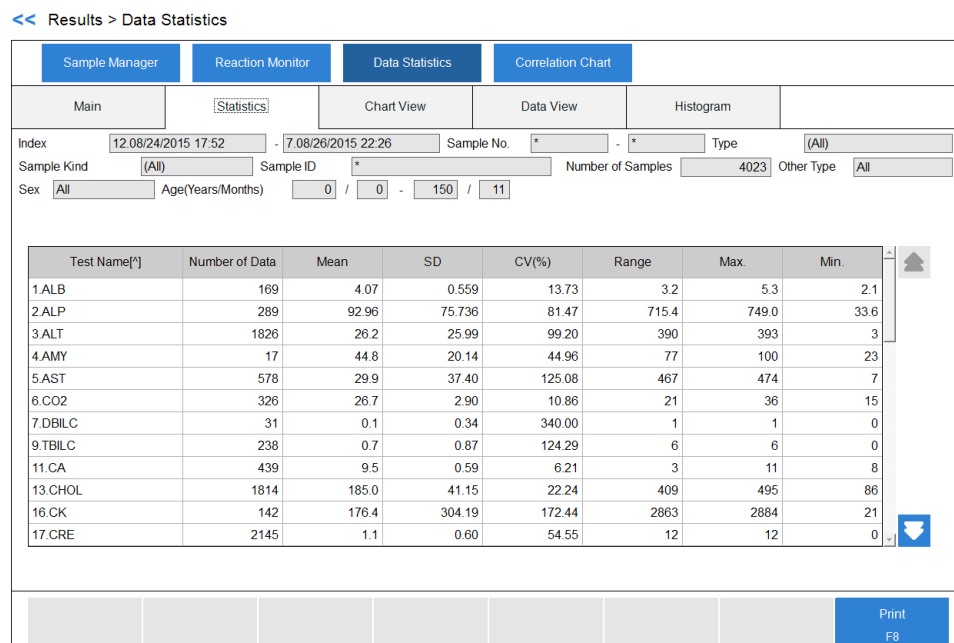 << Results > Data Statistics
Sample Manager Reaction Monitor Data Statistics Correlation Chart
Main Statistics Chart View Data View Histogram
Index 12.08/24/2015 17:52 - 7.08/26/2015 22:26 Sample No. * - * Type (All)
Sample Kind (All) Sample ID * Number of Samples 4023 Other Type All
Sex All Age(Years/Months) 0 / 0 - 150 / 11
Test Name[^] Number of Data Mean SD CV(%) Range Max. Min.
1.ALB 169 4.07 0.559 13.73 3.2 5.3 2.1
2.ALP 289 92.96 75.736 81.47 715.4 749.0 33.6
3.ALT 1826 26.2 25.99 99.20 390 393 3
4.AMY 17 44.8 20.14 44.96 77 100 23
5.AST 578 29.9 37.40 125.08 467 474 7
6.CO2 326 26.7 2.90 10.86 21 36 15
7.DBILC 31 0.1 0.34 340.00 1 1 0
9.TBILC 238 0.7 0.87 124.29 6 6 0
11.CA 439 9.5 0.59 6.21 3 11 8
13.CHOL 1814 185.0 41.15 22.24 409 495 86
16.CK 142 176.4 304.19 172.44 2863 2884 21
17.CRE 2145 1.1 0.60 54.55 12 12 0
Print
F8